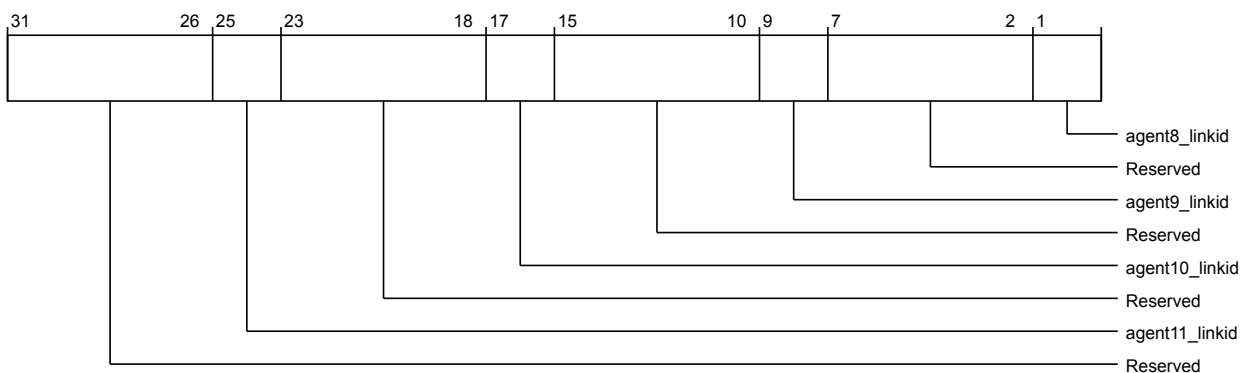 31 26 25 23 18 17 15 10 9 7 2 1
agent8_linkid
Reserved
agent9_linkid
Reserved
agent10_linkid
Reserved
agent11_linkid
Reserved